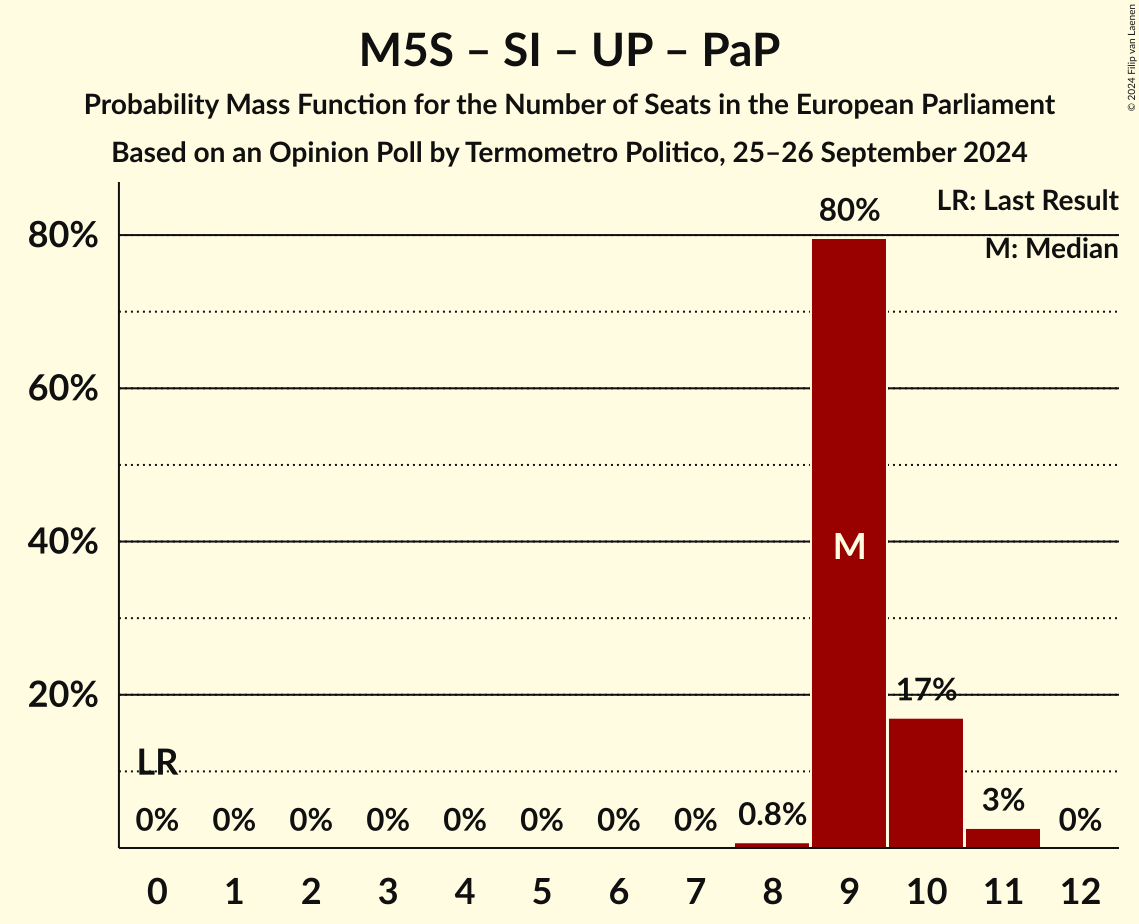 M5S – SI – UP – PaP
Probability Mass Function for the Number of Seats in the European Parliament
Based on an Opinion Poll by Termometro Politico, 25–26 September 2024
© 2024 Filip van Laenen
LR: Last Result
M: Median
80%
60%
40%
20%
LR
0% 0% 0% 0% 0% 0% 0% 0% 0.8% 80% 17% 3% 0%
M
0 1 2 3 4 5 6 7 8 9 10 11 12